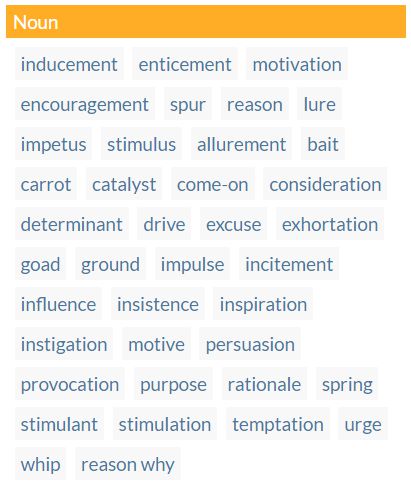 Noun
inducement enticement motivation
encouragement spur reason lure
impetus stimulus allurement bait
carrot catalyst come-on consideration
determinant drive excuse exhortation
goad ground impulse incitement
influence insistence inspiration
instigation motive persuasion
provocation purpose rationale spring
stimulant stimulation temptation urge
whip reason why